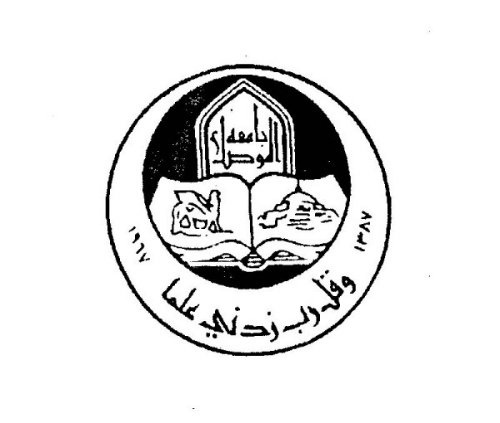 جامعة
الموصل
١٣٨٧
١٩٦٧
وقل رب زدني علما